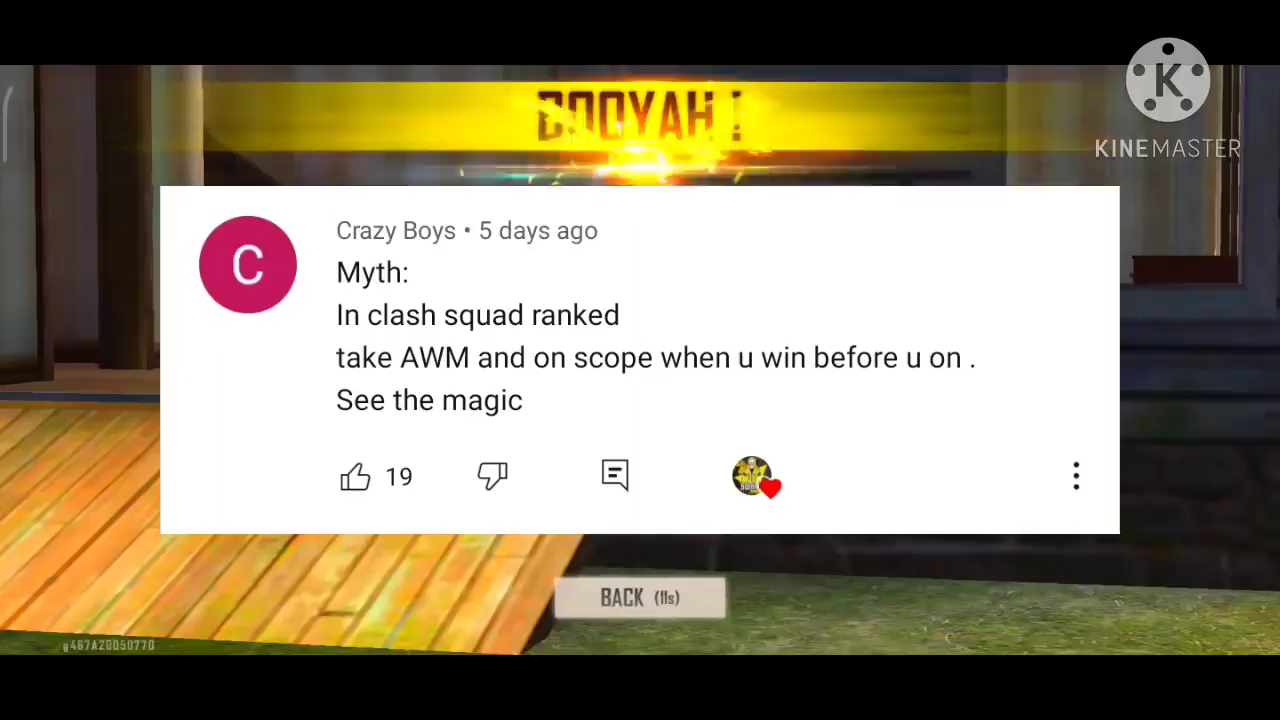 BOOYAH !
KINEMASTER
C
Crazy Boys • 5 days ago
Myth:
In clash squad ranked
take AWM and on scope when u win before u on .
See the magic
19
BACK (11s)
g467A20050770